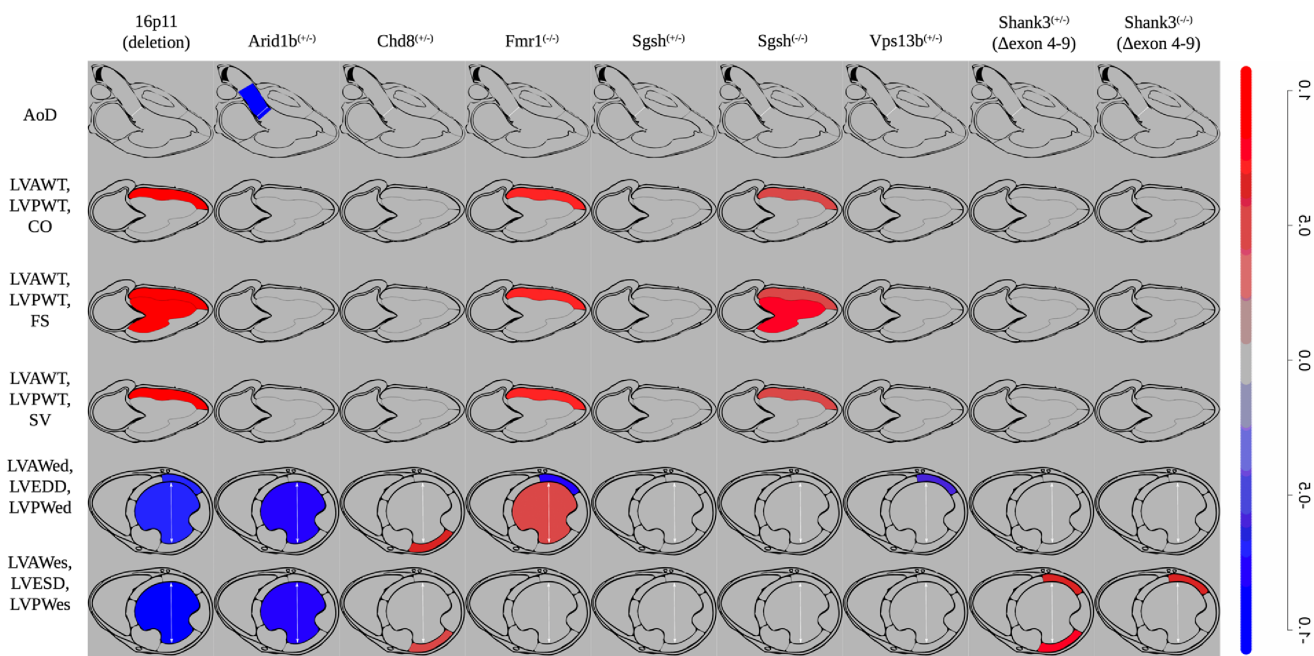 16p11
(deletion)
Arid1b(+/-)
Chd8(+/-)
Fmr1(-/-)
Sgsh(+/-)
Sgsh(-/-)
Vps13b(+/-)
Shank3(+/-)
(Δexon 4-9)
Shank3(-/-)
(Δexon 4-9)
AoD
LVAWT,
LVPWT,
CO
LVAWT,
LVPWT,
FS
LVAWT,
LVPWT,
SV
LVAWed,
LVEDD,
LVPWed
LVAWes,
LVESD,
LVPWes
0.1
5.0
0.0
-0.5
-0.1